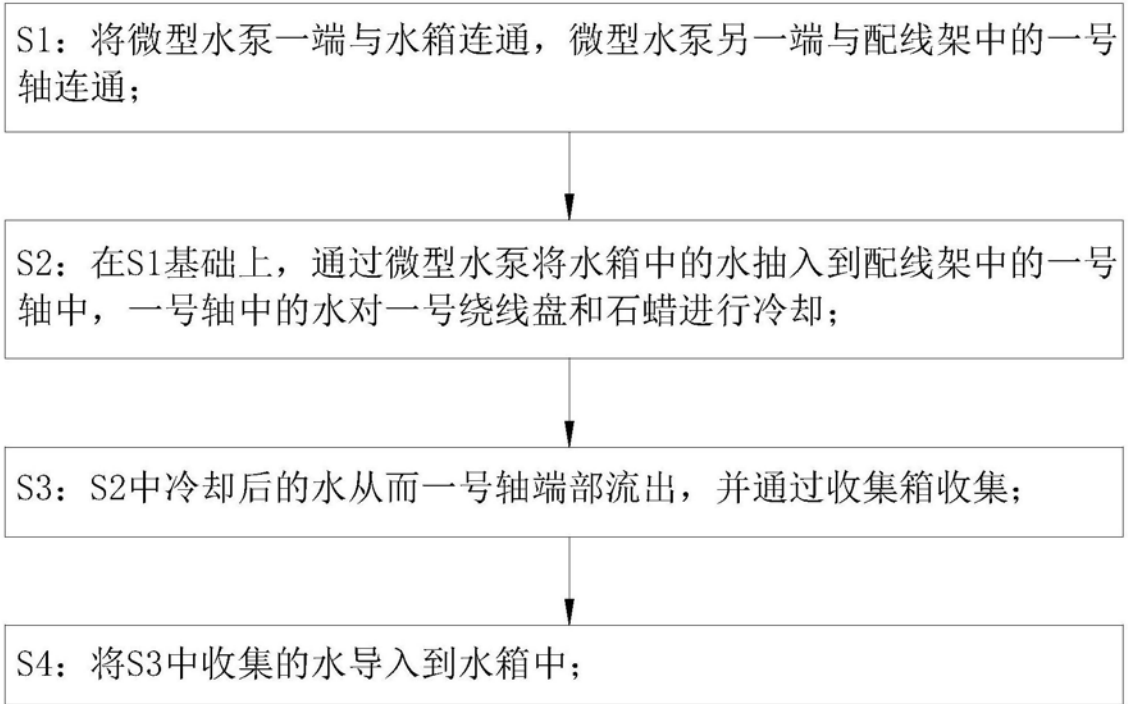 S1：将微型水泵一端与水箱连通，微型水泵另一端与配线架中的一号
轴连通；
S2：在S1基础上，通过微型水泵将水箱中的水抽入到配线架中的一号
轴中，一号轴中的水对一号绕线盘和石蜡进行冷却；
S3：S2中冷却后的水从而一号轴端部流出，并通过收集箱收集；
S4：将S3中收集的水导入到水箱中；